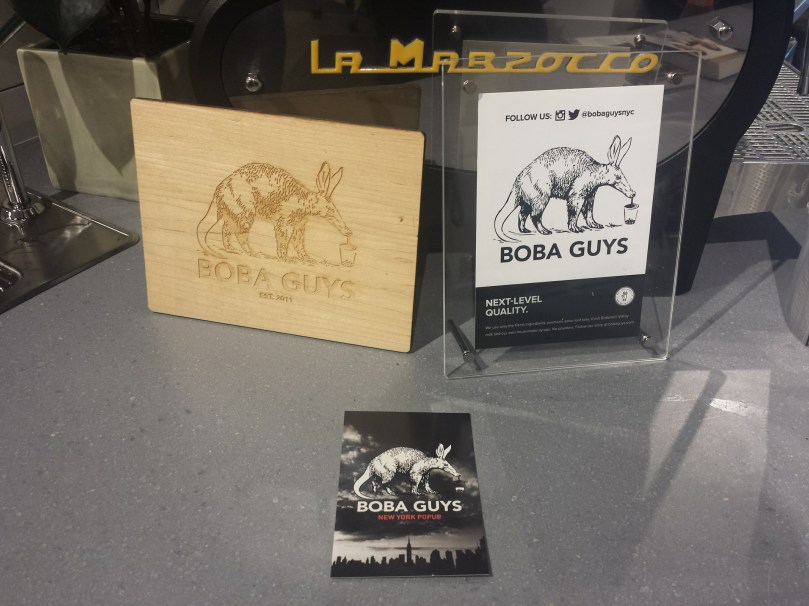 LA MARZOCCO
BOBA GUYS
EST. 2011
FOLLOW US: @bobaguysnyc
BOBA GUYS
NEXT-LEVEL
QUALITY.
BOBA GUYS
NEW YORK POPUP